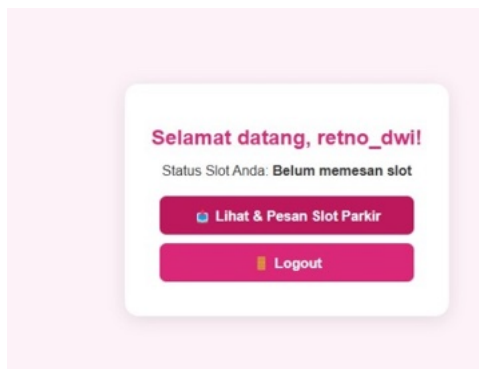 Selamat datang, retno_dwi!
Status Slot Anda: Belum memesan slot
Lihat & Pesan Slot Parkir
Logout